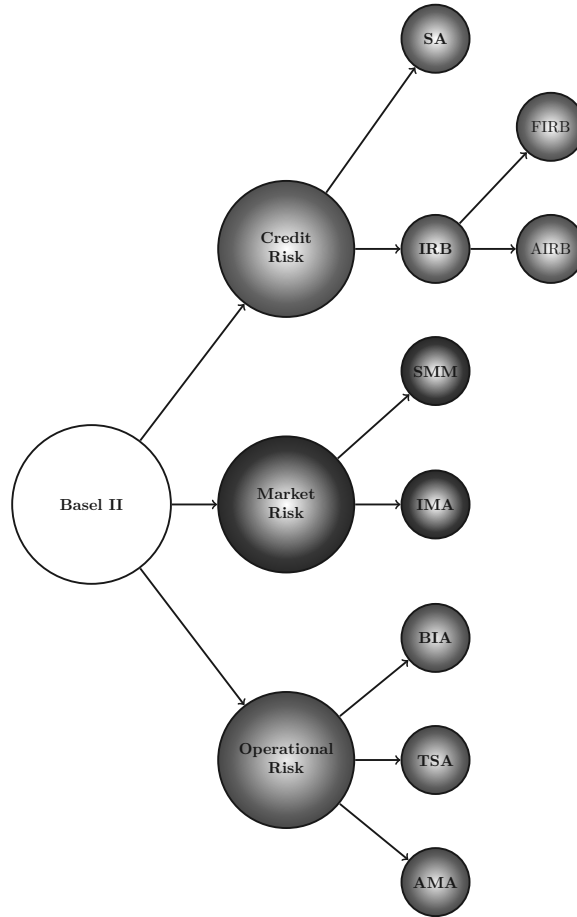 SA
FIRB
Credit
Risk
IRB
AIRB
SMM
Basel II
Market
Risk
IMA
BIA
Operational
Risk
TSA
AMA